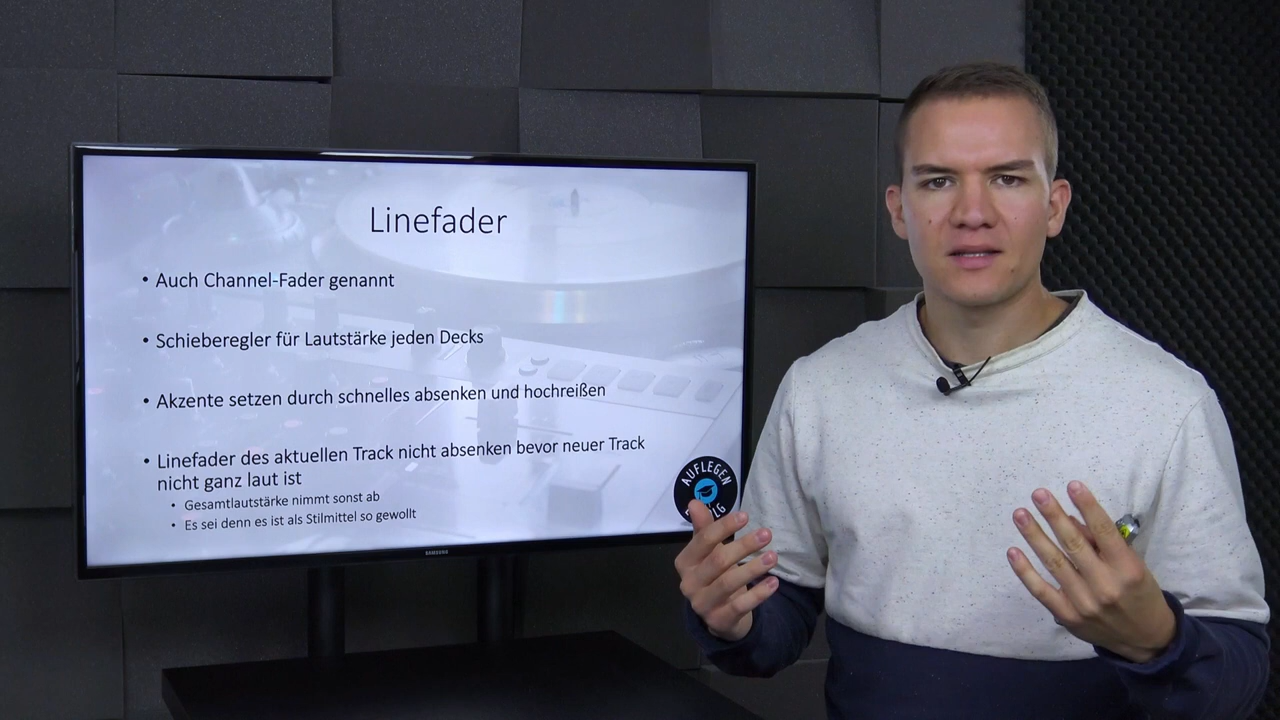 Linefader
• Auch Channel-Fader genannt
• Schieberegler für Lautstärke jeden Decks
• Akzente setzen durch schnelles absenken und hochreißen
• Linefader des aktuellen Track nicht absenken bevor neuer Track
nicht ganz laut ist
• Gesamtlautstärke nimmt sonst ab
• Es sei denn es ist als Stilmittel so gewollt
AUFLEGEN
SAMSUNG